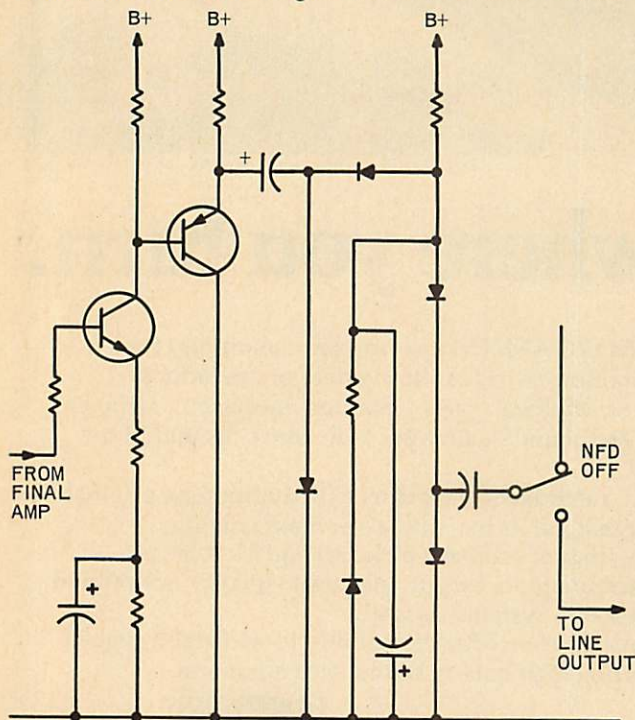 B+
B+
B+
+
FROM
FINAL
AMP
NFD
OFF
+
+
TO
LINE
OUTPUT